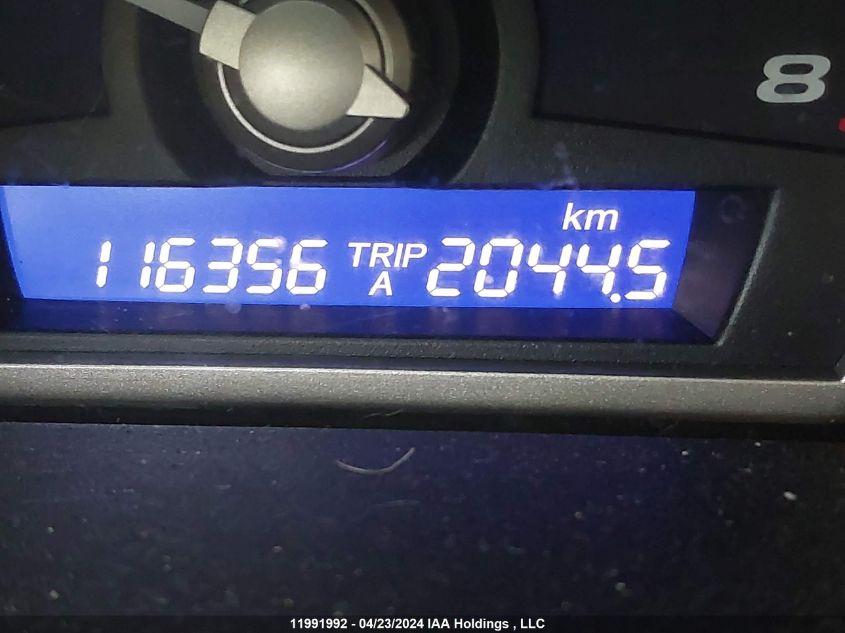 8
km
116356 TRIP A 2044.5
11991992 - 04/23/2024 IAA Holdings , LLC